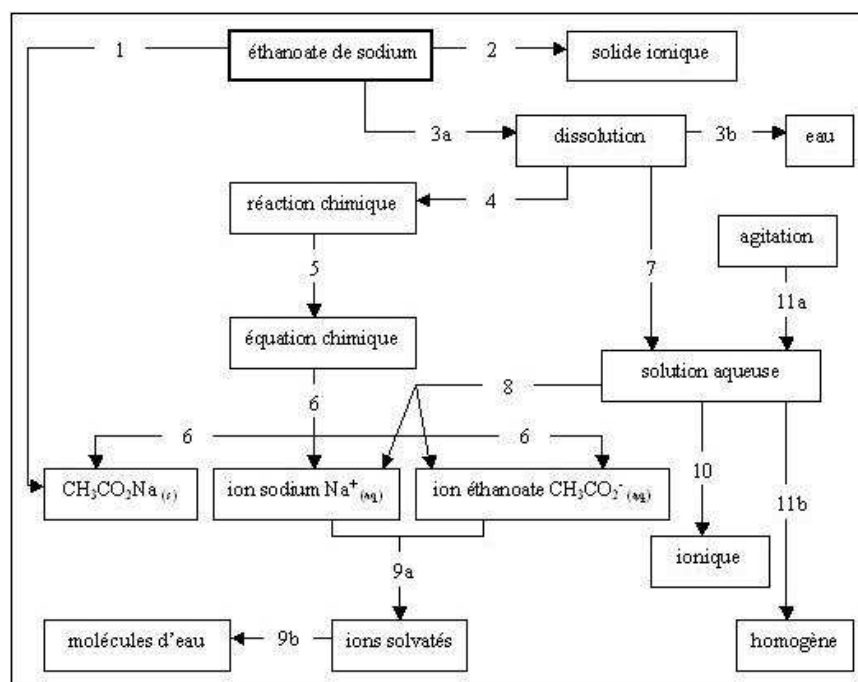 1
éthanoate de sodium
2
solide ionique
3a
dissolution
3b
eau
réaction chimique
4
agitation
5
7
11a
équation chimique
solution aqueuse
6
8
6
6
CH₃CO₂Na (s)
ion sodium Na⁺ (aq)
ion éthanoate CH₃CO₂⁻ (aq)
10
11b
9a
ionique
molécules d'eau
9b
ions solvatés
homogène